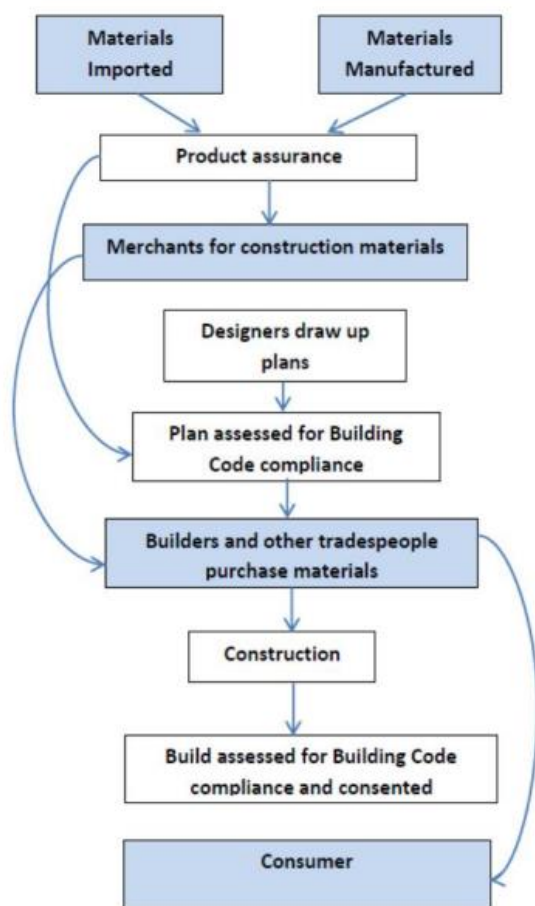 Materials
Imported
Materials
Manufactured
Product assurance
Merchants for construction materials
Designers draw up
plans
Plan assessed for Building
Code compliance
Builders and other tradespeople
purchase materials
Construction
Build assessed for Building Code
compliance and consented
Consumer